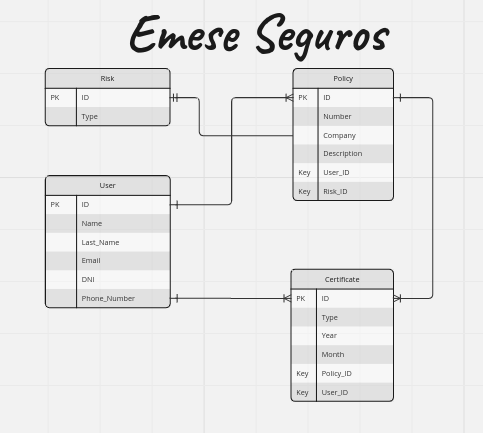 Emese Seguros
Risk
PK ID
Type
Policy
PK ID
Number
Company
Description
Key User_ID
Key Risk_ID
User
PK ID
Name
Last_Name
Email
DNI
Phone_Number
Certificate
PK ID
Type
Year
Month
Key Policy_ID
Key User_ID